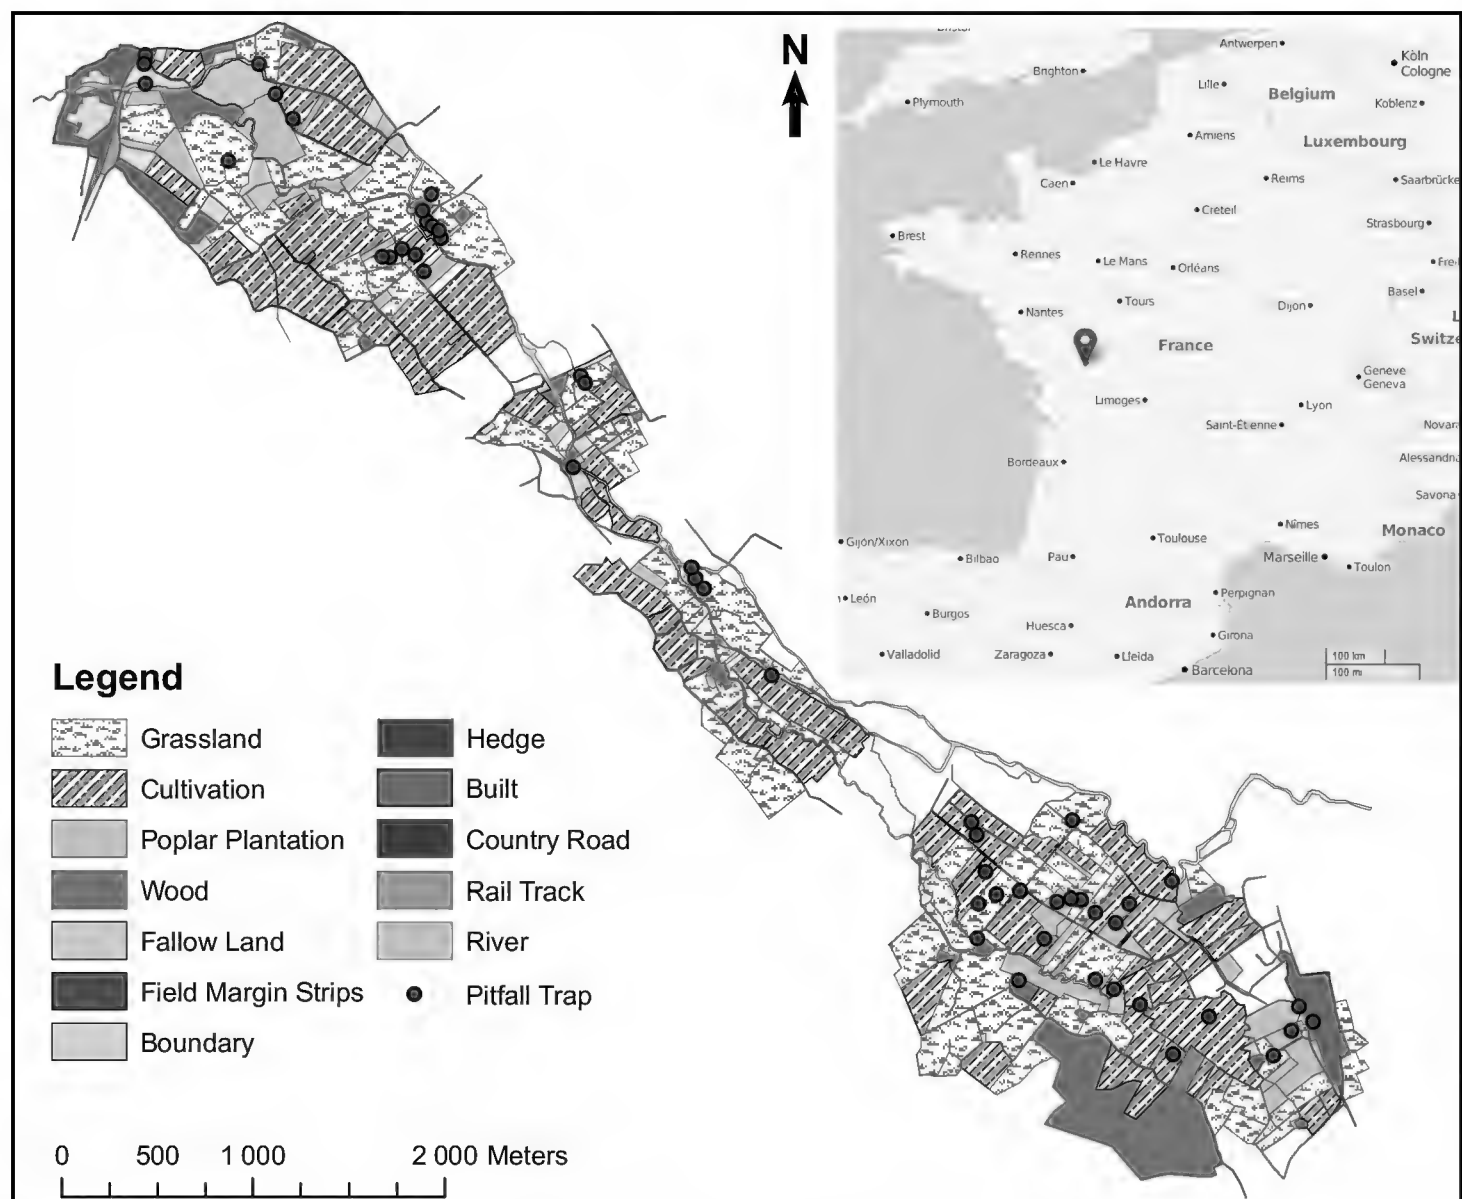 N
Antwerpen
Köln
Cologne
Brighton
Lille
Belgium
Koblenz
Plymouth
Amiens
Luxembourg
Le Havre
Caen
Reims
Saarbrücke
Créteil
Strasbourg
Brest
Rennes
Le Mans
Orléans
Frei
Basel
Tours
Dijon
Nantes
L
Switze
France
Geneve
Geneva
Limoges
Lyon
Saint-Étienne
Novar
Bordeaux
Alessandria
Savona
Nîmes
Monaco
Gijón/Xixón
Bilbao
Pau
Toulouse
Marseille
Toulon
León
Burgos
Andorra
Perpignan
Huesca
Girona
Valladolid
Zaragoza
Lleida
Barcelona
100 km
100 mi
Legend
Grassland
Hedge
Cultivation
Built
Poplar Plantation
Country Road
Wood
Rail Track
Fallow Land
River
Field Margin Strips
Pitfall Trap
Boundary
0 500 1 000 2 000 Meters